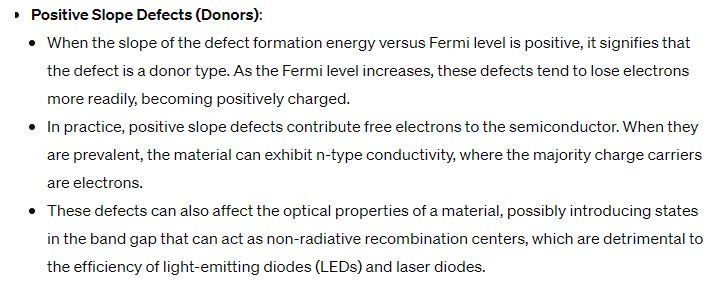 Positive Slope Defects (Donors):
• When the slope of the defect formation energy versus Fermi level is positive, it signifies that
the defect is a donor type. As the Fermi level increases, these defects tend to lose electrons
more readily, becoming positively charged.
• In practice, positive slope defects contribute free electrons to the semiconductor. When they
are prevalent, the material can exhibit n-type conductivity, where the majority charge carriers
are electrons.
• These defects can also affect the optical properties of a material, possibly introducing states
in the band gap that can act as non-radiative recombination centers, which are detrimental to
the efficiency of light-emitting diodes (LEDs) and laser diodes.